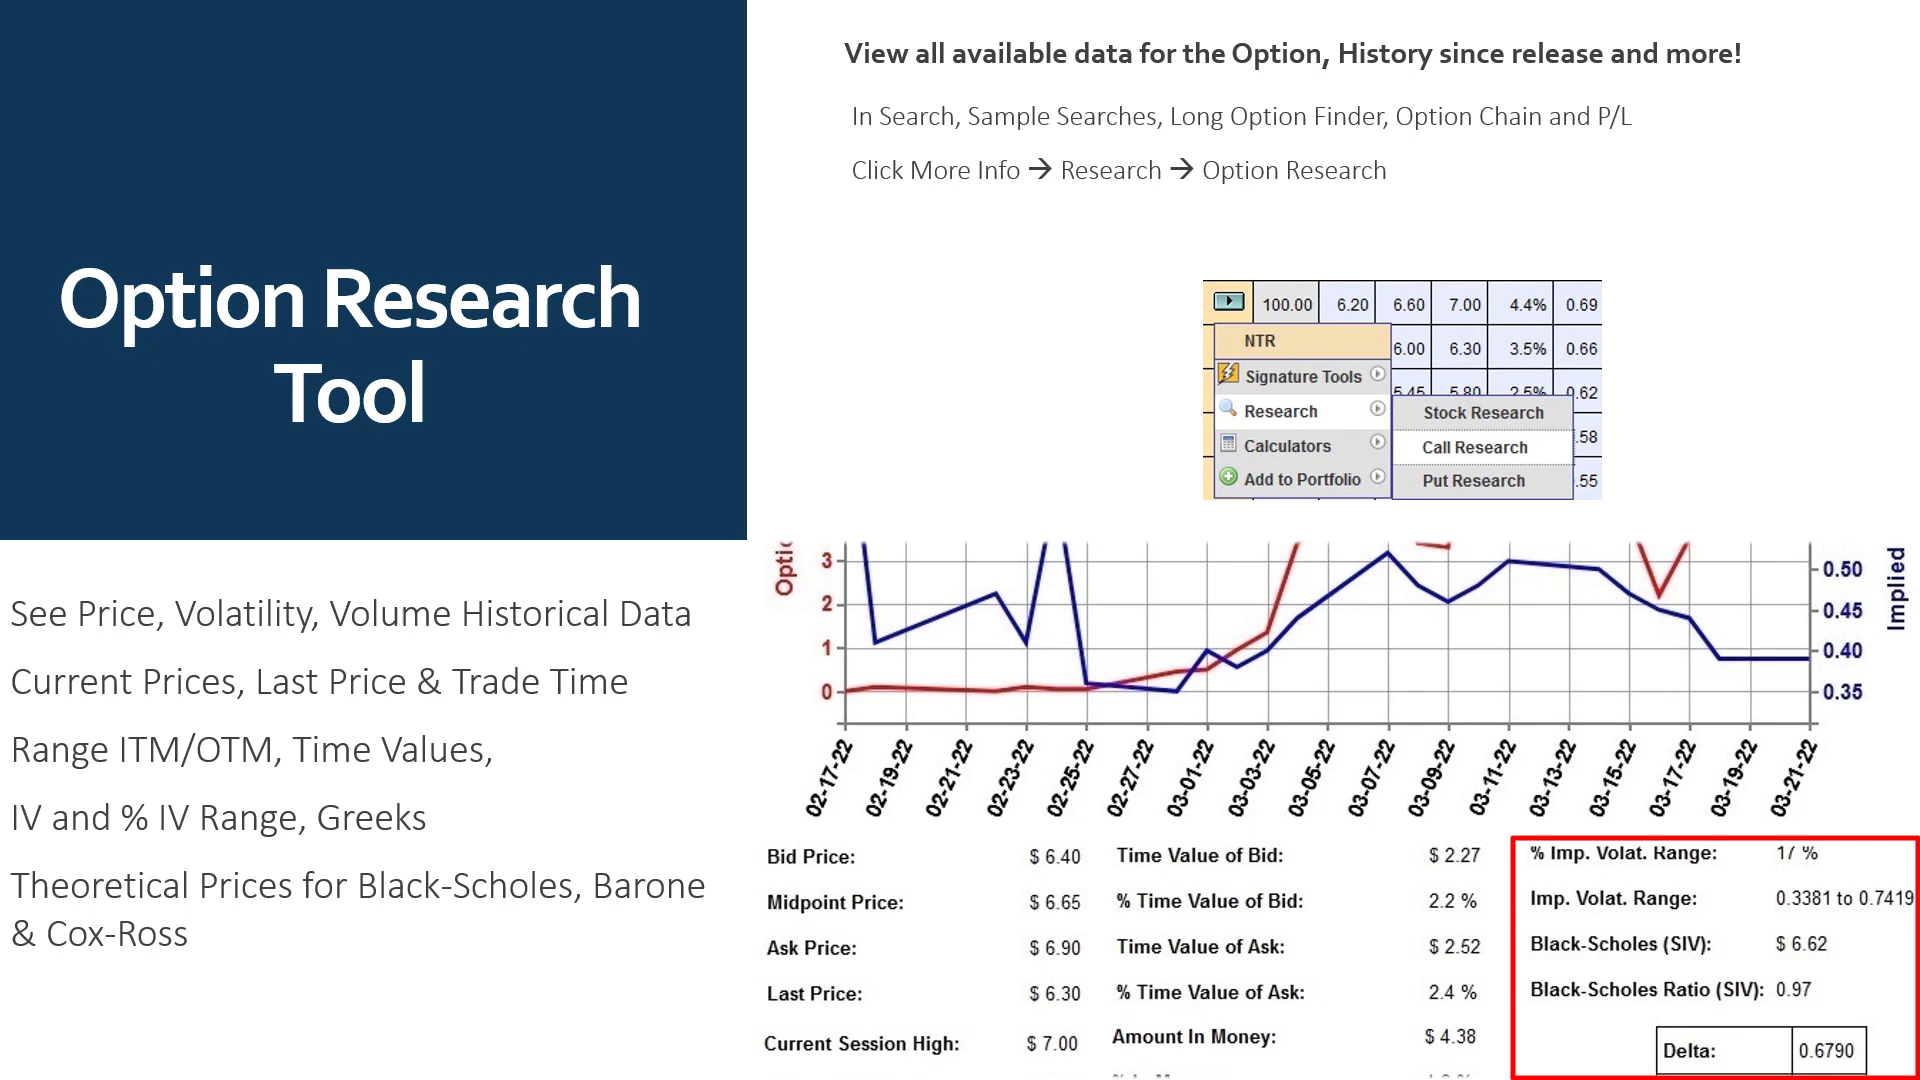 Option Research
Tool
View all available data for the Option, History since release and more!
In Search, Sample Searches, Long Option Finder, Option Chain and P/L
Click More Info → Research → Option Research
100.00 6.20 6.60 7.00 4.4% 0.69
NTR 6.00 6.30 3.5% 0.66
Signature Tools 5.45 5.80 2.5% 0.62
Research Stock Research .58
Calculators Call Research
Add to Portfolio Put Research .55
See Price, Volatility, Volume Historical Data
Current Prices, Last Price & Trade Time
Range ITM/OTM, Time Values,
IV and % IV Range, Greeks
Theoretical Prices for Black-Scholes, Barone
& Cox-Ross
3
2
1
0
0.50
0.45
0.40
0.35
Implied
02-17-22 02-19-22 02-21-22 02-23-22 02-25-22 02-27-22 03-01-22 03-03-22 03-05-22 03-07-22 03-09-22 03-11-22 03-13-22 03-15-22 03-17-22 03-19-22 03-21-22
Bid Price: $ 6.40 Time Value of Bid: $ 2.27 % Imp. Volat. Range: 17 %
Midpoint Price: $ 6.65 % Time Value of Bid: 2.2 % Imp. Volat. Range: 0.3381 to 0.7419
Ask Price: $ 6.90 Time Value of Ask: $ 2.52 Black-Scholes (SIV): $ 6.62
Last Price: $ 6.30 % Time Value of Ask: 2.4 % Black-Scholes Ratio (SIV): 0.97
Current Session High: $ 7.00 Amount In Money: $ 4.38 Delta: 0.6790